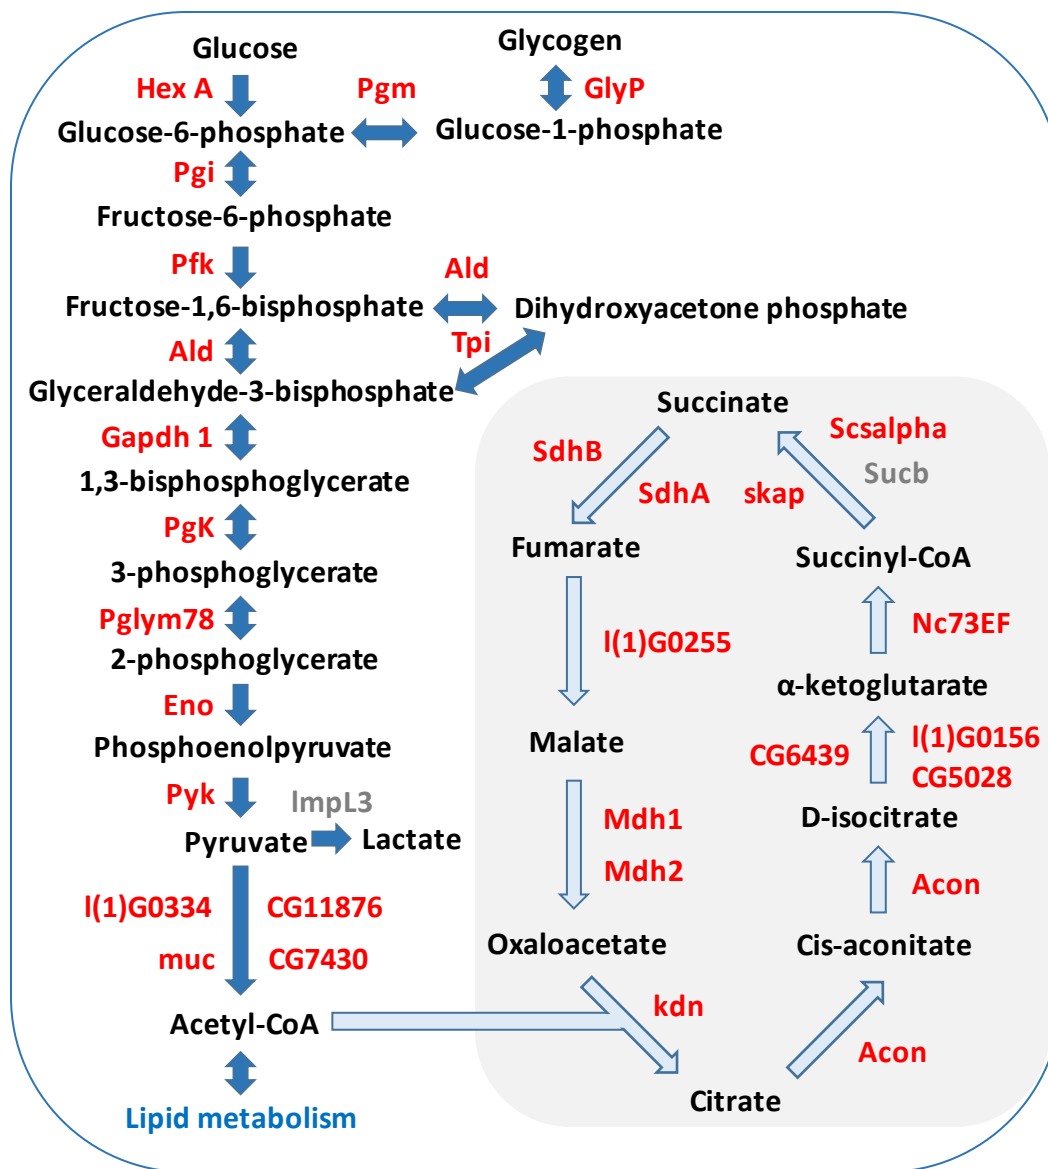 Glucose
Glycogen
Hex A
Pgm
GlyP
Glucose-6-phosphate
Glucose-1-phosphate
Pgi
Fructose-6-phosphate
Pfk
Ald
Fructose-1,6-bisphosphate
Dihydroxyacetone phosphate
Ald
Tpi
Glyceraldehyde-3-bisphosphate
Gapdh 1
1,3-bisphosphoglycerate
PgK
3-phosphoglycerate
Pglym78
2-phosphoglycerate
Eno
Phosphoenolpyruvate
Pyk
ImpL3
Pyruvate
Lactate
l(1)G0334
CG11876
muc
CG7430
Acetyl-CoA
Lipid metabolism
Succinate
SdhB
Scsalpha
Sucb
SdhA
skap
Fumarate
Succinyl-CoA
l(1)G0255
Nc73EF
α-ketoglutarate
Malate
CG6439
l(1)G0156
CG5028
Mdh1
D-isocitrate
Mdh2
Acon
Oxaloacetate
Cis-aconitate
kdn
Acon
Citrate